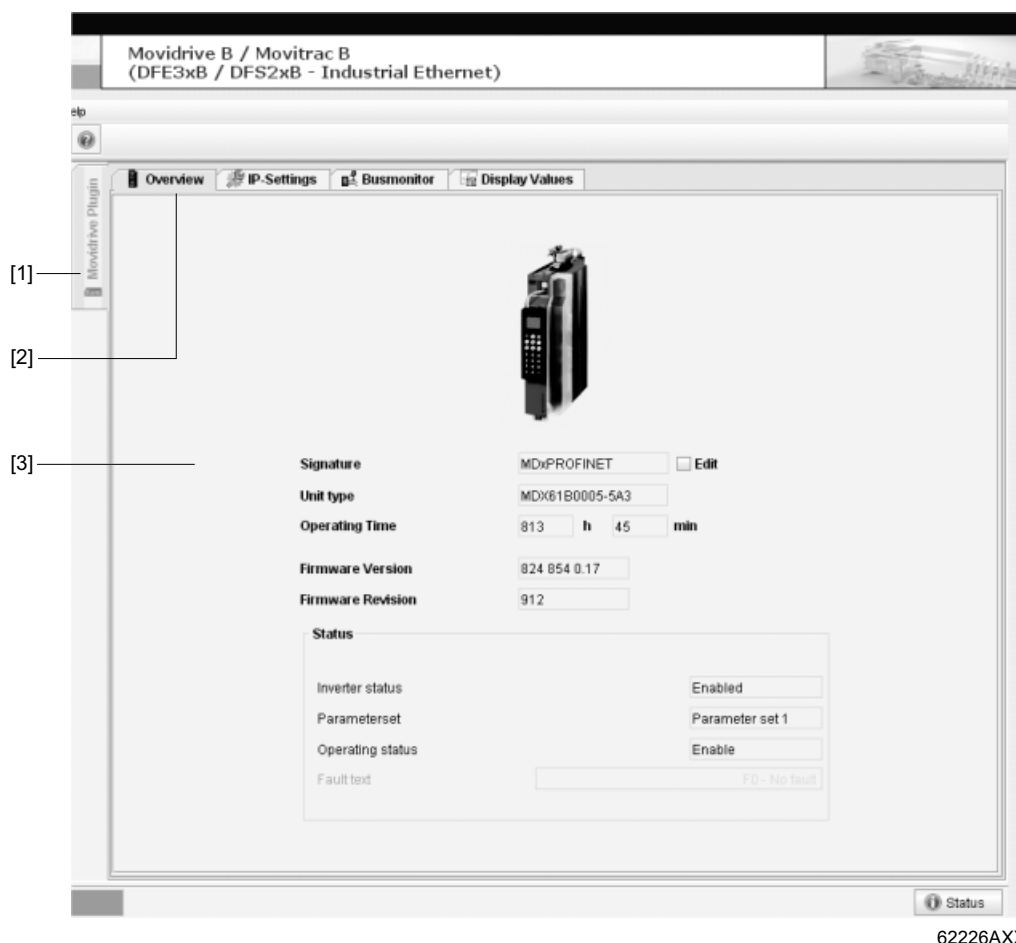 Movidrive B / Movitrac B
(DFE3xB / DFS2xB - Industrial Ethernet)
elp
Movidrive Plugin
Overview IP-Settings Busmonitor Display Values
[1]
[2]
[3]
Signature MDxPROFINET Edit
Unit type MDX61B0005-5A3
Operating Time 813 h 45 min
Firmware Version 824 854 0.17
Firmware Revision 912
Status
Inverter status Enabled
Parameterset Parameter set 1
Operating status Enable
Fault text F0 - No fault
Status
62226AX